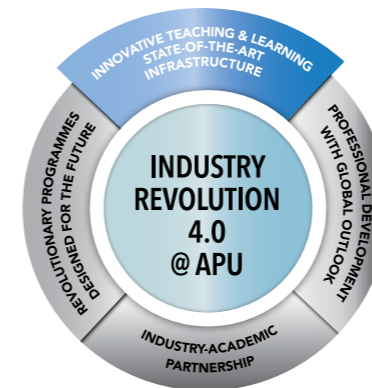 INNOVATIVE TEACHING & LEARNING
STATE-OF-THE-ART
INFRASTRUCTURE
PROFESSIONAL DEVELOPMENT
WITH GLOBAL OUTLOOK
INDUSTRY-ACADEMIC
PARTNERSHIP
REVOLUTIONARY PROGRAMMES
DESIGNED FOR THE FUTURE
INDUSTRY
REVOLUTION
4.0
@ APU